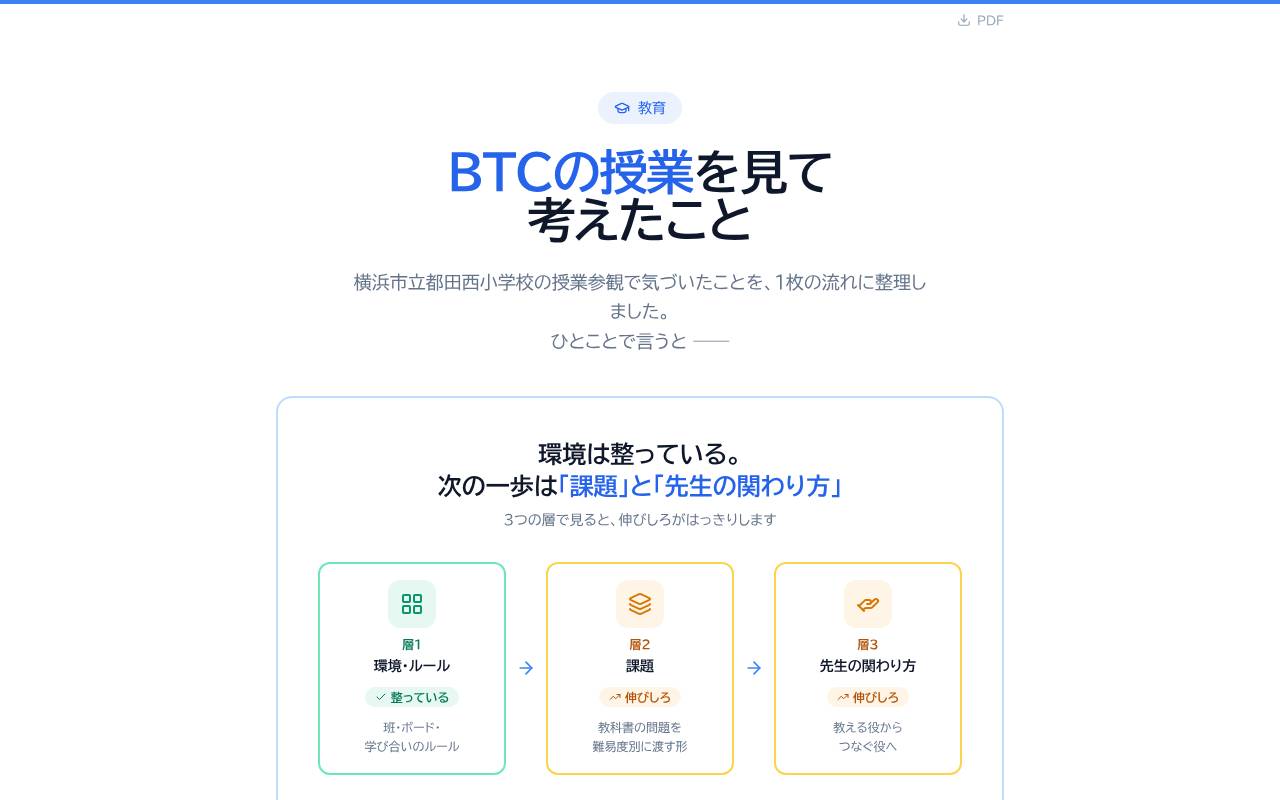 PDF
教育
BTCの授業を見て
考えたこと
横浜市立都田西小学校の授業参観で気づいたことを、1枚の流れに整理し
ました。
ひとことで言うと ――
環境は整っている。
次の一歩は「課題」と「先生の関わり方」
3つの層で見ると、伸びしろがはっきりします
層1
環境・ルール
整っている
班・ボード・
学び合いのルール
層2
課題
伸びしろ
教科書の問題を
難易度別に渡す形
層3
先生の関わり方
伸びしろ
教える役から
つなぐ役へ